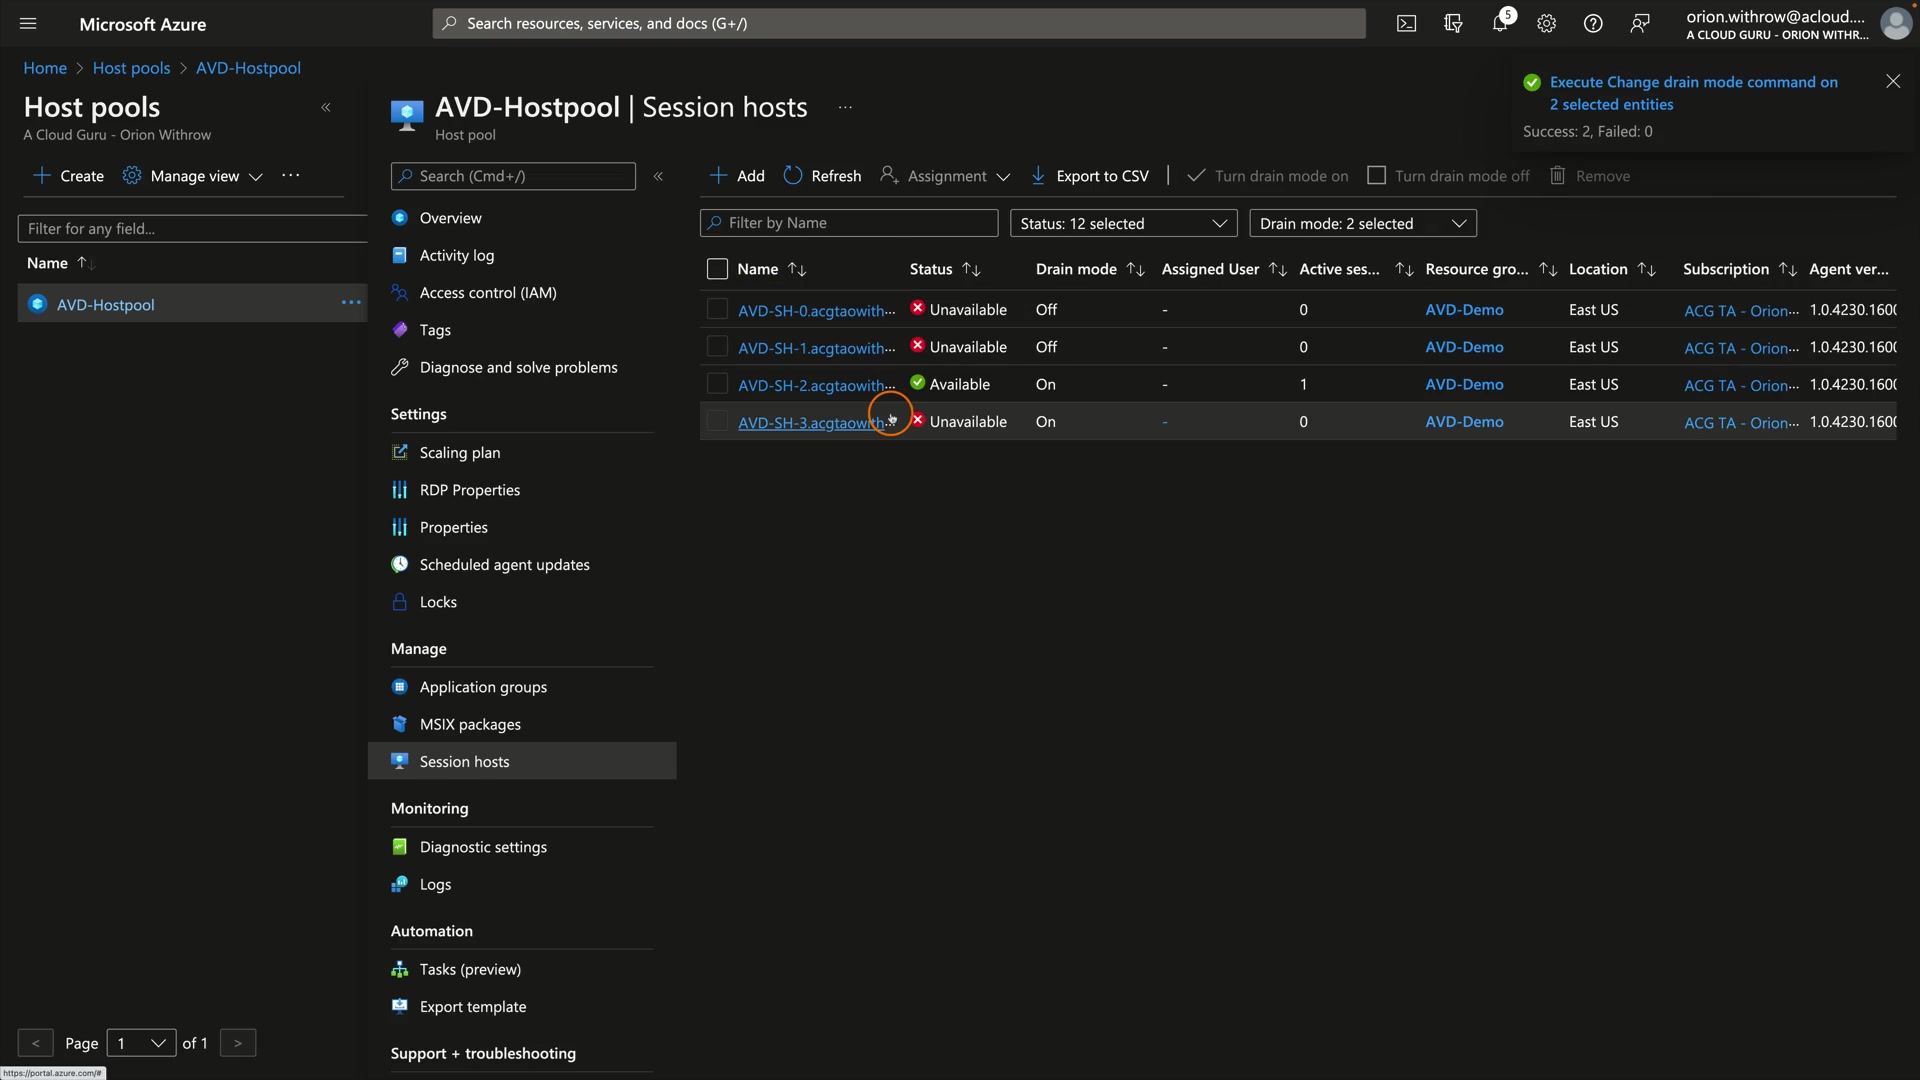 Microsoft Azure
Search resources, services, and docs (G+/)
5
orion.withrow@acloud....
A CLOUD GURU - ORION WITHR...
Home > Host pools > AVD-Hostpool
Execute Change drain mode command on
2 selected entities
Success: 2, Failed: 0
Host pools
A Cloud Guru - Orion Withrow
Create
Manage view
Filter for any field...
Name
AVD-Hostpool
< Page 1 of 1 >
https://portal.azure.com/#
AVD-Hostpool | Session hosts
Host pool
Search (Cmd+/)
Overview
Activity log
Access control (IAM)
Tags
Diagnose and solve problems
Settings
Scaling plan
RDP Properties
Properties
Scheduled agent updates
Locks
Manage
Application groups
MSIX packages
Session hosts
Monitoring
Diagnostic settings
Logs
Automation
Tasks (preview)
Export template
Support + troubleshooting
Add Refresh Assignment Export to CSV | Turn drain mode on Turn drain mode off Remove
Filter by Name Status: 12 selected Drain mode: 2 selected
Name Status Drain mode Assigned User Active ses... Resource gro... Location Subscription Agent ver...
AVD-SH-0.acgtaowith... Unavailable Off - 0 AVD-Demo East US ACG TA - Orion... 1.0.4230.1600
AVD-SH-1.acgtaowith... Unavailable Off - 0 AVD-Demo East US ACG TA - Orion... 1.0.4230.1600
AVD-SH-2.acgtaowith... Available On - 1 AVD-Demo East US ACG TA - Orion... 1.0.4230.1600
AVD-SH-3.acgtaowith... Unavailable On - 0 AVD-Demo East US ACG TA - Orion... 1.0.4230.1600